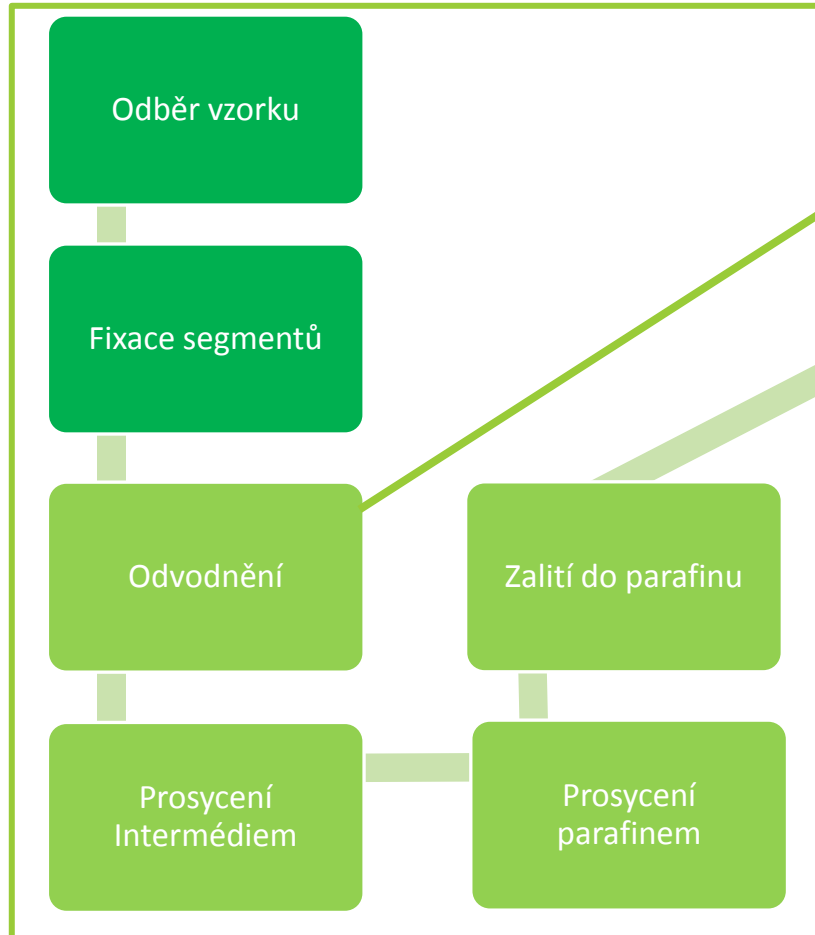 Odběr vzorku
Fixace segmentů
Odvodnění
Prosycení
Intermédiem
Prosycení
parafinem
Zalití do parafinu